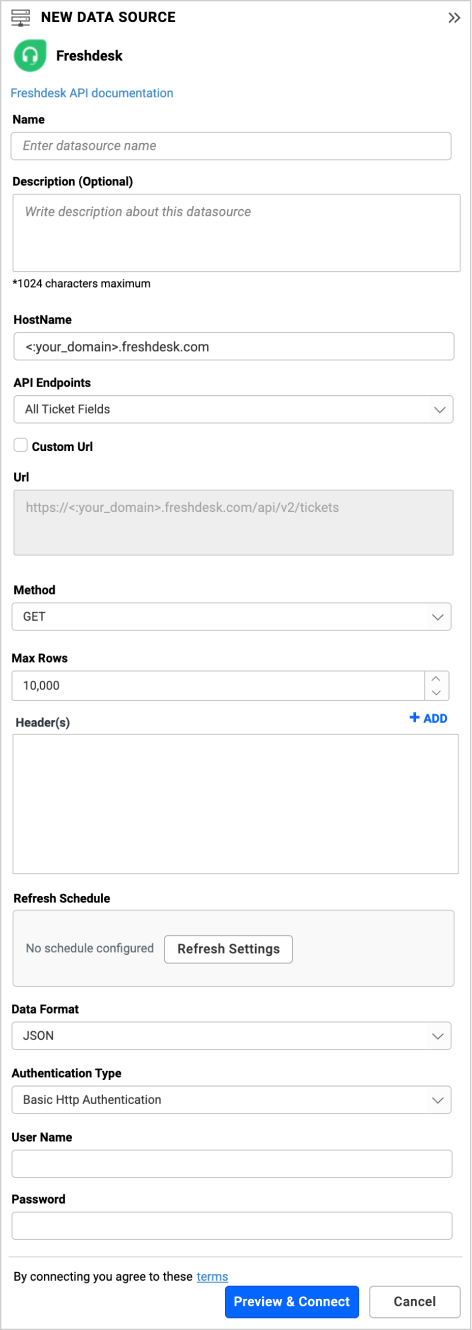 NEW DATA SOURCE
Freshdesk
Freshdesk API documentation
Name
Enter datasource name
Description (Optional)
Write description about this datasource
*1024 characters maximum
HostName
<:your_domain>.freshdesk.com
API Endpoints
All Ticket Fields
Custom Url
Url
https://<:your_domain>.freshdesk.com/api/v2/tickets
Method
GET
Max Rows
10,000
Header(s)
+ ADD
Refresh Schedule
No schedule configured Refresh Settings
Data Format
JSON
Authentication Type
Basic Http Authentication
User Name
Password
By connecting you agree to these terms
Preview & Connect Cancel